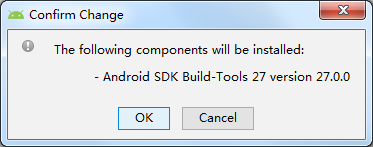 Confirm Change
The following components will be installed:
- Android SDK Build-Tools 27 version 27.0.0
OK
Cancel